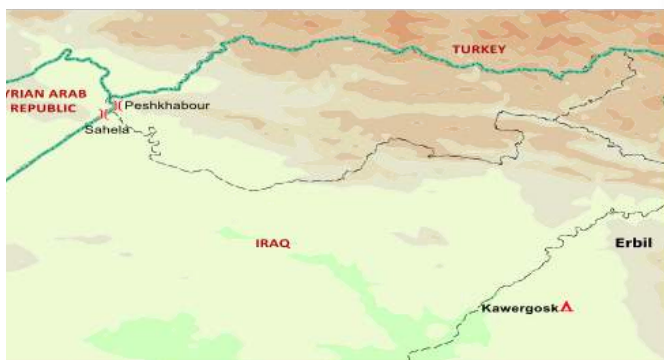 TURKEY
YRIAN ARAB
REPUBLIC
Peshkhabour
Sahela
IRAQ
Erbil
Kawergosk